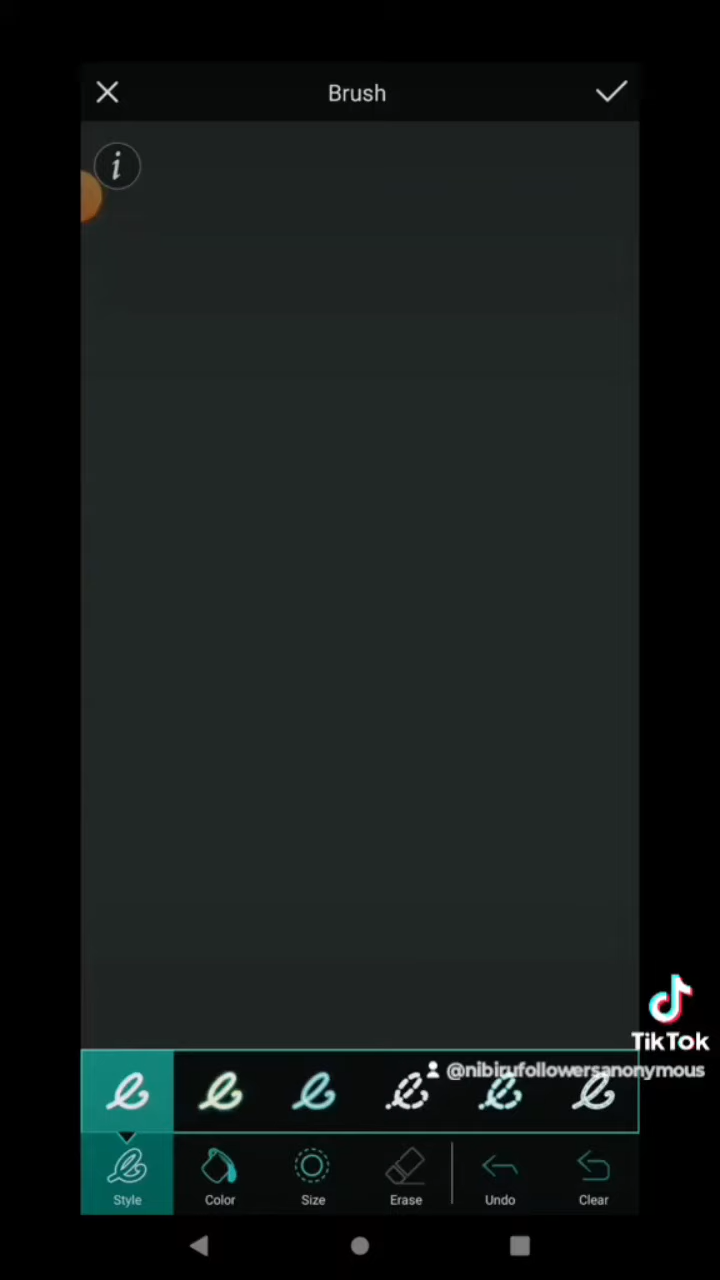 Brush
i
TikTok
@nibirufollowersanonymous
Style
Color
Size
Erase
Undo
Clear